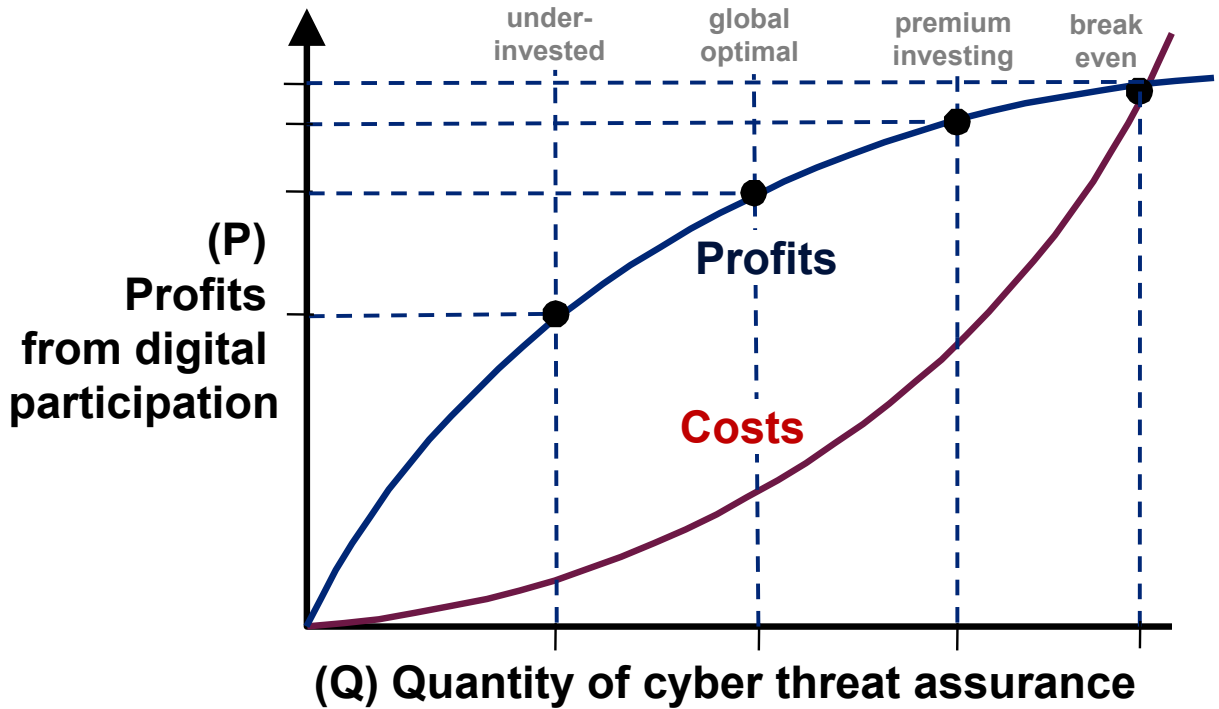 under-
invested
global
optimal
premium
investing
break
even
(P)
Profits
from digital
participation
Profits
Costs
(Q) Quantity of cyber threat assurance